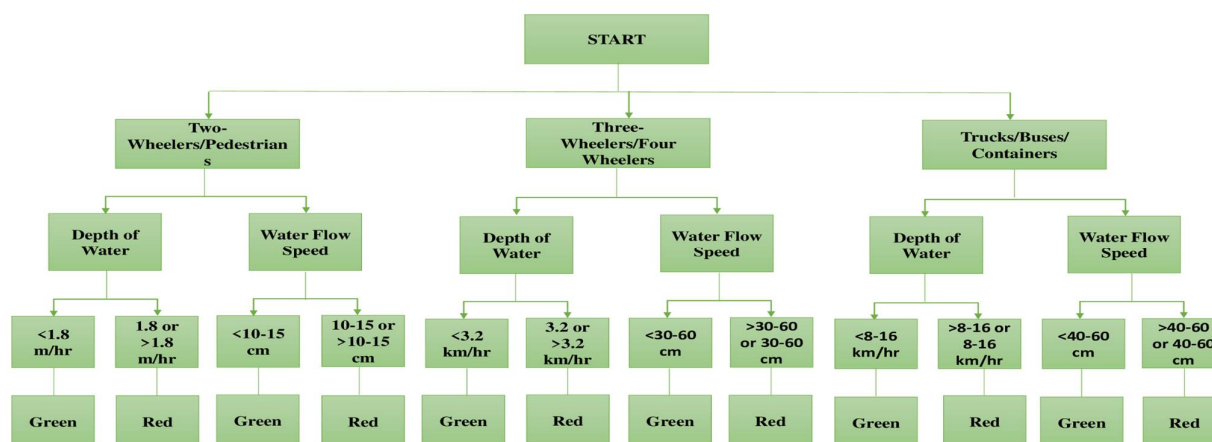 START
Two-
Wheelers/Pedestrian
s
Three-
Wheelers/Four
Wheelers
Trucks/Buses/
Containers
Depth of
Water
Water Flow
Speed
Depth of
Water
Water Flow
Speed
Depth of
Water
Water Flow
Speed
<1.8
m/hr
1.8 or
>1.8
m/hr
<10-15
cm
10-15 or
>10-15
cm
<3.2
km/hr
3.2 or
>3.2
km/hr
<30-60
cm
>30-60
or 30-60
cm
<8-16
km/hr
>8-16 or
8-16
km/hr
<40-60
cm
>40-60
or 40-60
cm
Green
Red
Green
Red
Green
Red
Green
Red
Green
Red
Green
Red